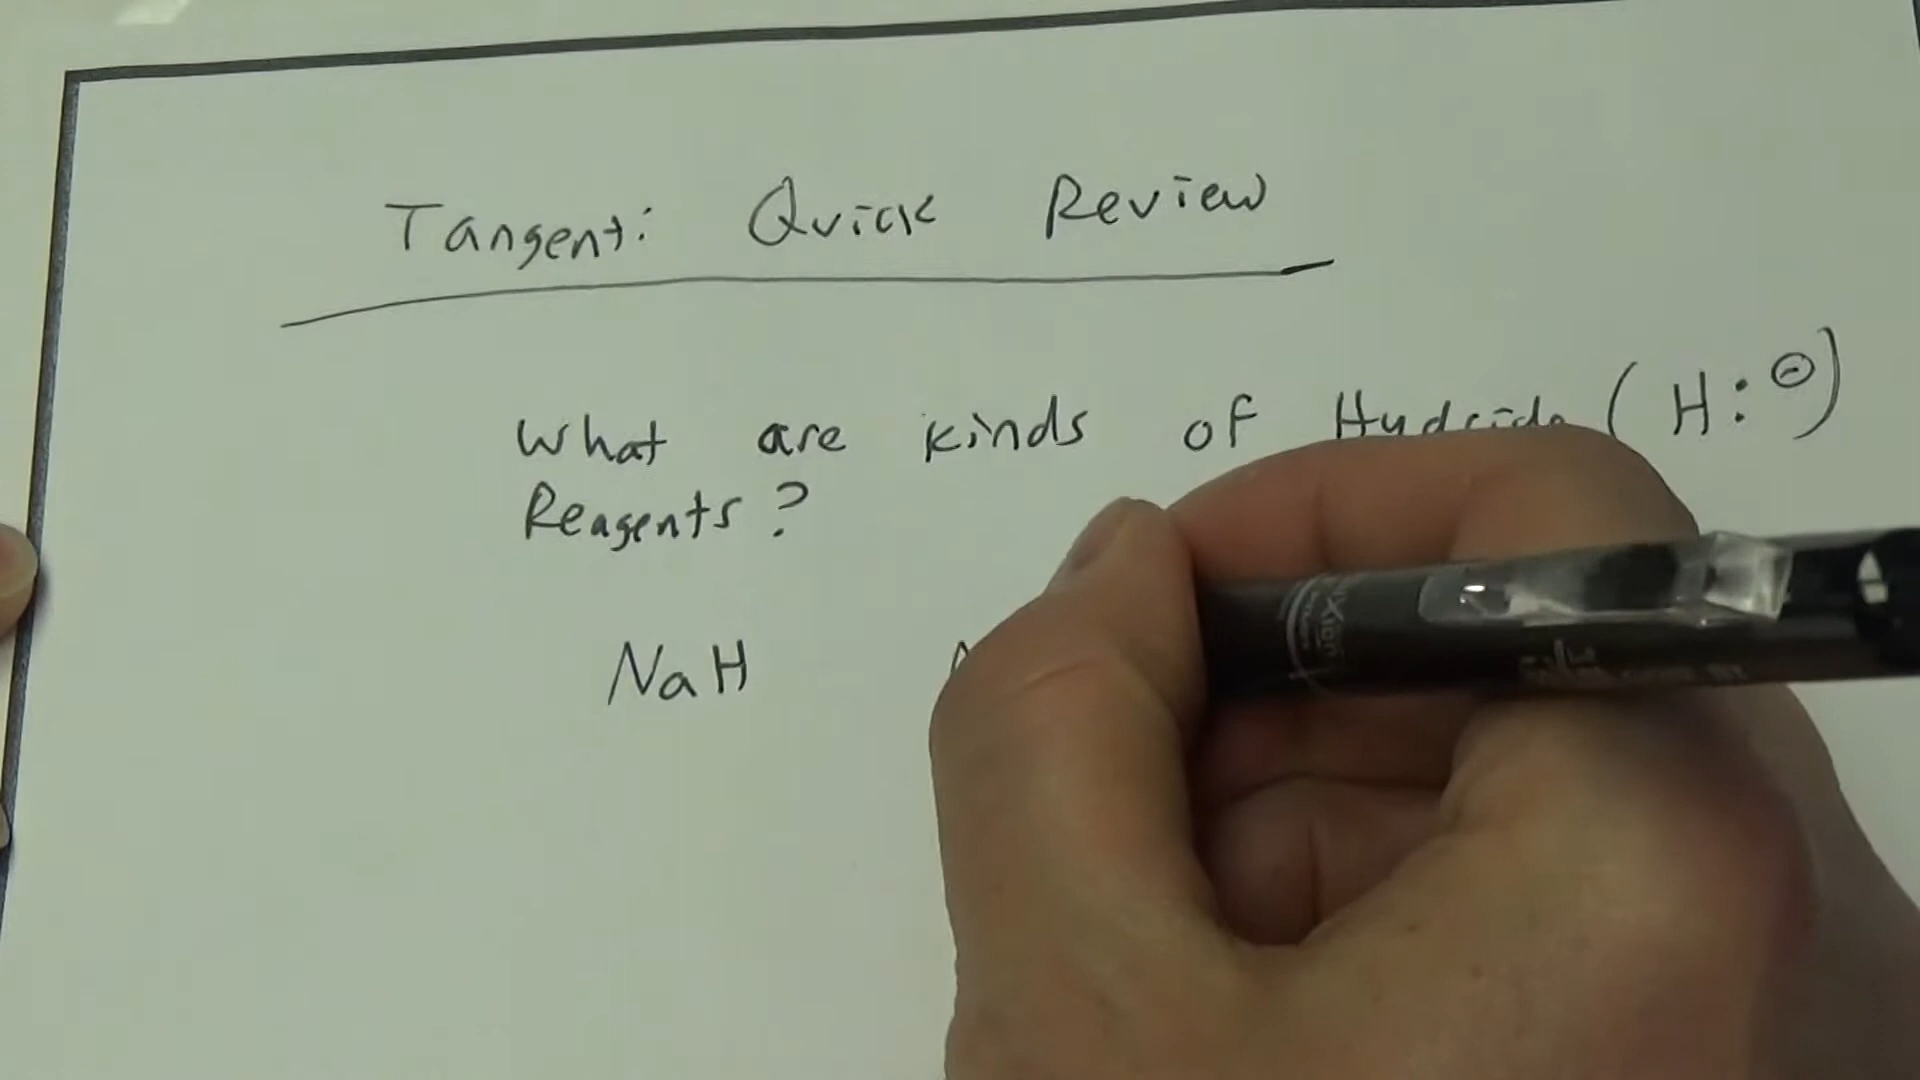 Tangent: Quick Review
What are kinds of Hydride (H:⊖)
Reagents?
NaH